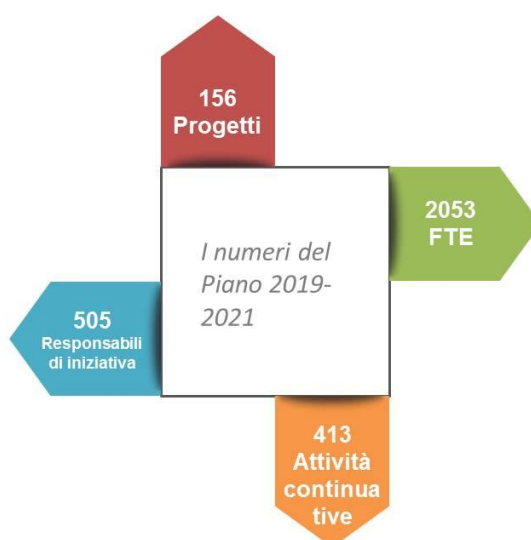 156
Progetti
2053
FTE
I numeri del
Piano 2019-
2021
505
Responsabili
di iniziativa
413
Attività
continua
tive